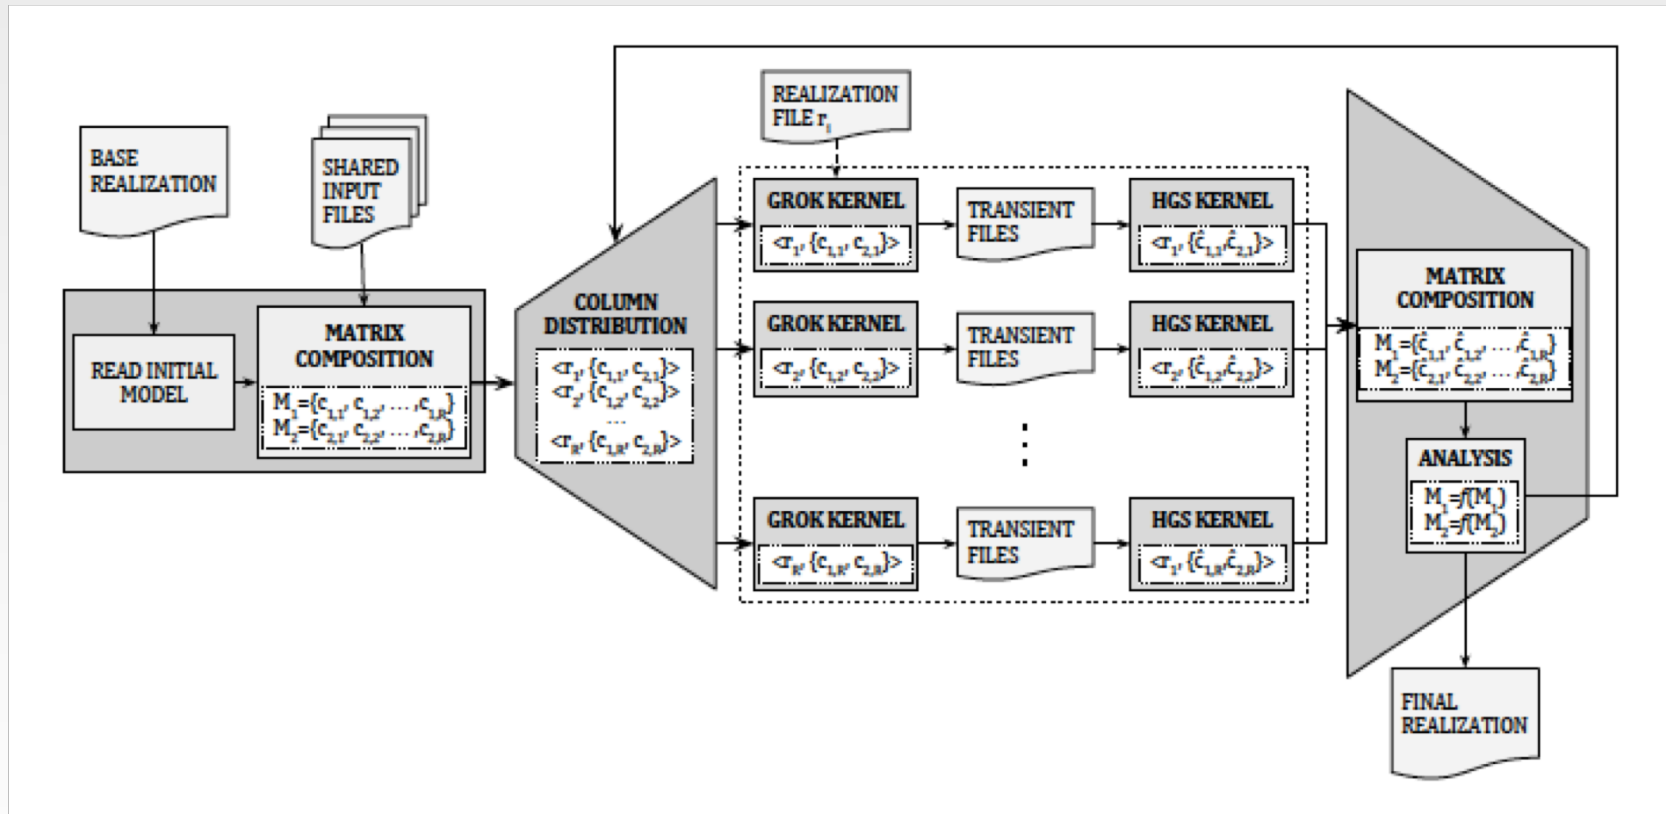 BASE
REALIZATION
SHARED
INPUT
FILES
READ INITIAL
MODEL
MATRIX
COMPOSITION
M₁={c₁,₁, c₁,₂, ...,c₁,R}
M₂={c₂,₁, c₂,₂, ...,c₂,R}
COLUMN
DISTRIBUTION
<r₁, {c₁,₁, c₂,₁}>
<r₂, {c₁,₂, c₂,₂}>
...
<rR, {c₁,R, c₂,R}>
REALIZATION
FILE rᵢ
GROK KERNEL
<r₁, {c₁,₁, c₂,₁}>
TRANSIENT
FILES
HGS KERNEL
<r₁, {ĉ₁,₁,ĉ₂,₁}>
GROK KERNEL
<r₂, {c₁,₂, c₂,₂}>
TRANSIENT
FILES
HGS KERNEL
<r₂, {ĉ₁,₂,ĉ₂,₂}>
GROK KERNEL
<rR, {c₁,R, c₂,R}>
TRANSIENT
FILES
HGS KERNEL
<r₁, {ĉ₁,R,ĉ₂,R}>
MATRIX
COMPOSITION
M₁={ĉ₁,₁, ĉ₁,₂, ...,ĉ₁,R}
M₂={ĉ₂,₁, ĉ₂,₂, ...,ĉ₂,R}
ANALYSIS
M₁=f(M₁)
M₂=f(M₂)
FINAL
REALIZATION